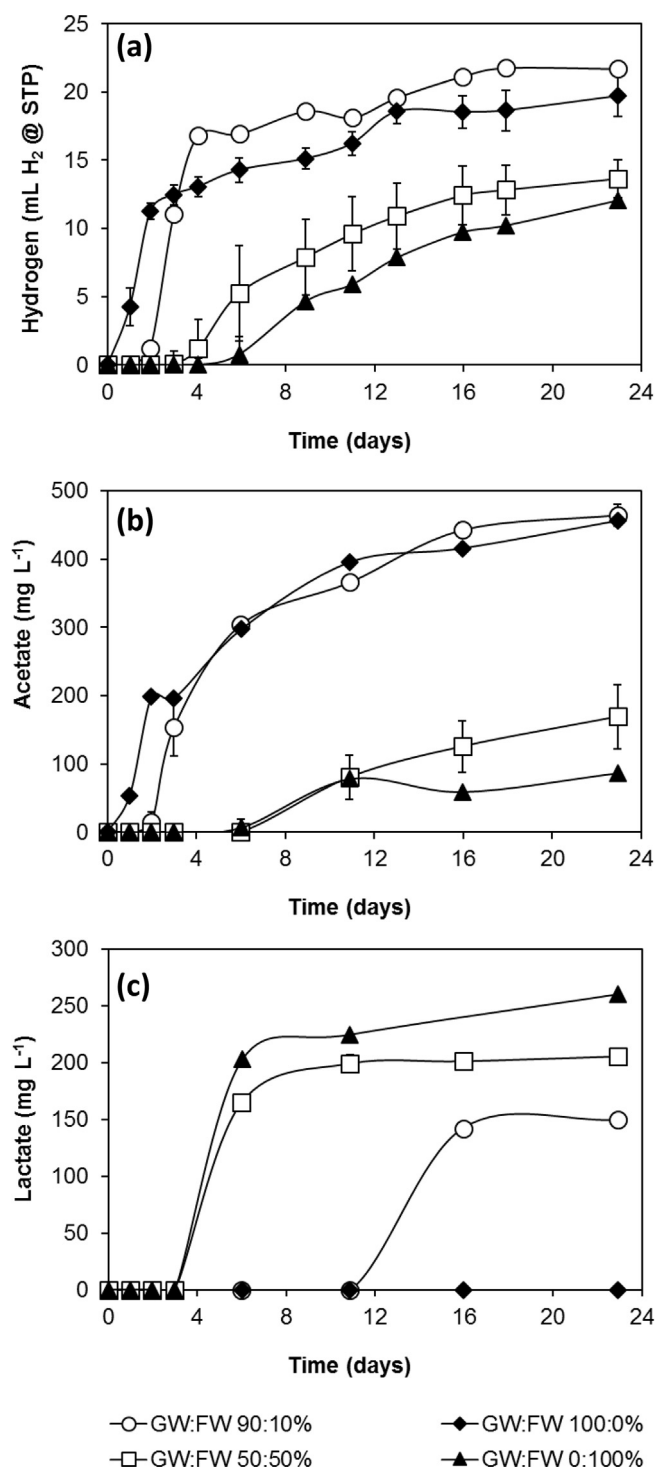 (a)
Hydrogen (mL H₂ @ STP)
25
20
15
10
5
0
0 4 8 12 16 20 24
Time (days)
(b)
Acetate (mg L⁻¹)
500
400
300
200
100
0
0 4 8 12 16 20 24
Time (days)
(c)
Lactate (mg L⁻¹)
300
250
200
150
100
50
0
0 4 8 12 16 20 24
Time (days)
GW:FW 90:10% GW:FW 100:0%
GW:FW 50:50% GW:FW 0:100%